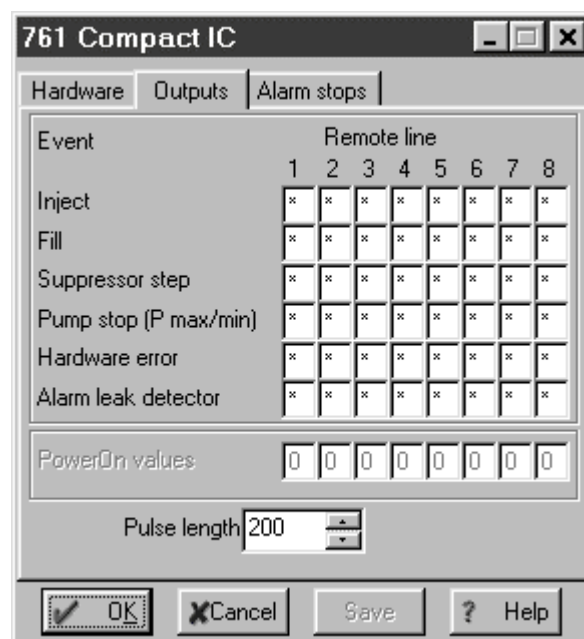 761 Compact IC
Hardware Outputs Alarm stops
Event Remote line
1 2 3 4 5 6 7 8
Inject * * * * * * * *
Fill * * * * * * * *
Suppressor step * * * * * * * *
Pump stop (P max/min) * * * * * * * *
Hardware error * * * * * * * *
Alarm leak detector * * * * * * * *
PowerOn values 0 0 0 0 0 0 0 0
Pulse length 200
OK Cancel Save ? Help